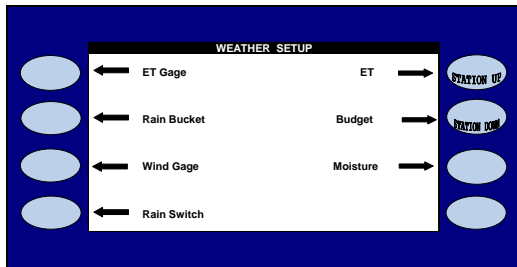 WEATHER SETUP
ET Gage ET STATION UP
Rain Bucket Budget STATION DOWN
Wind Gage Moisture
Rain Switch